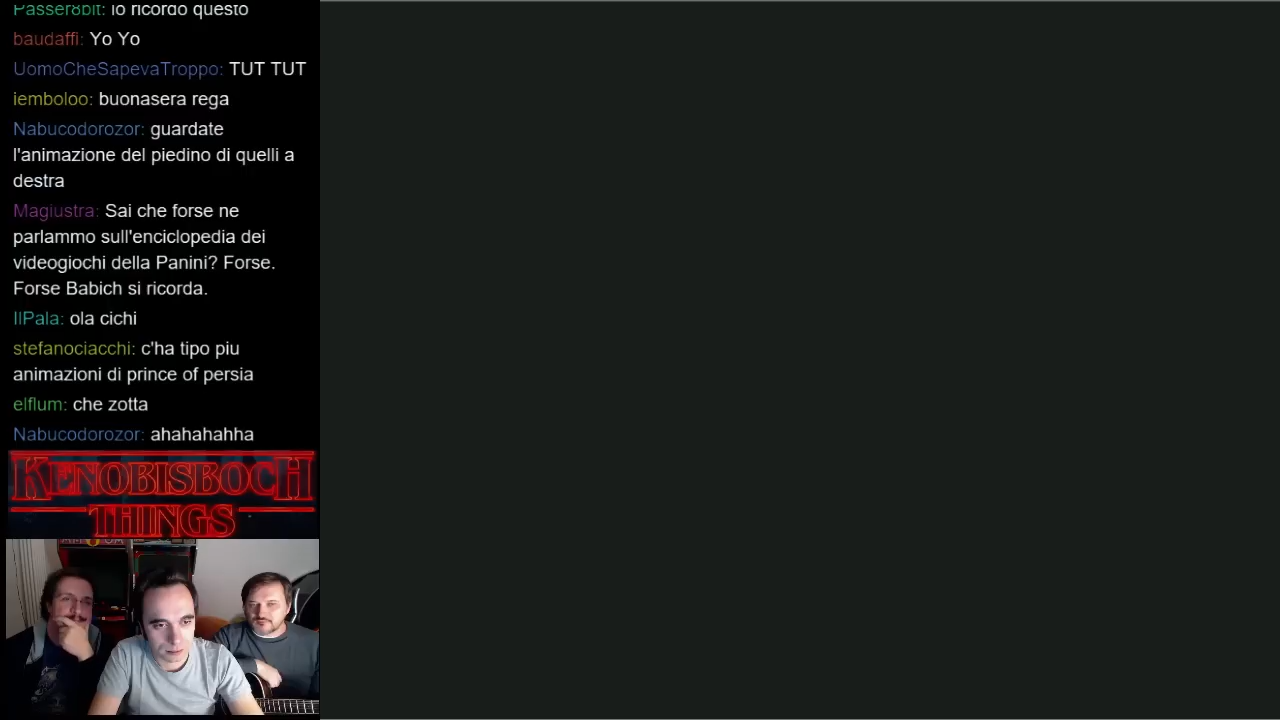 Passer8bit: io ricordo questo
baudaffi: Yo Yo
UomoCheSapevaTroppo: TUT TUT
iemboloo: buonasera rega
Nabucodorozor: guardate
l'animazione del piedino di quelli a
destra
Magiustra: Sai che forse ne
parlammo sull'enciclopedia dei
videogiochi della Panini? Forse.
Forse Babich si ricorda.
IlPala: ola cichi
stefanociacchi: c'ha tipo piu
animazioni di prince of persia
elflum: che zotta
Nabucodorozor: ahahahahha
KENOBISBOCH
THINGS